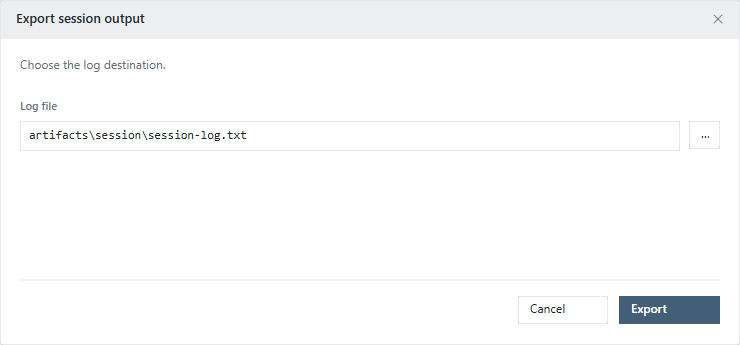 Export session output
Choose the log destination.
Log file
artifacts\session\session-log.txt
...
Cancel
Export